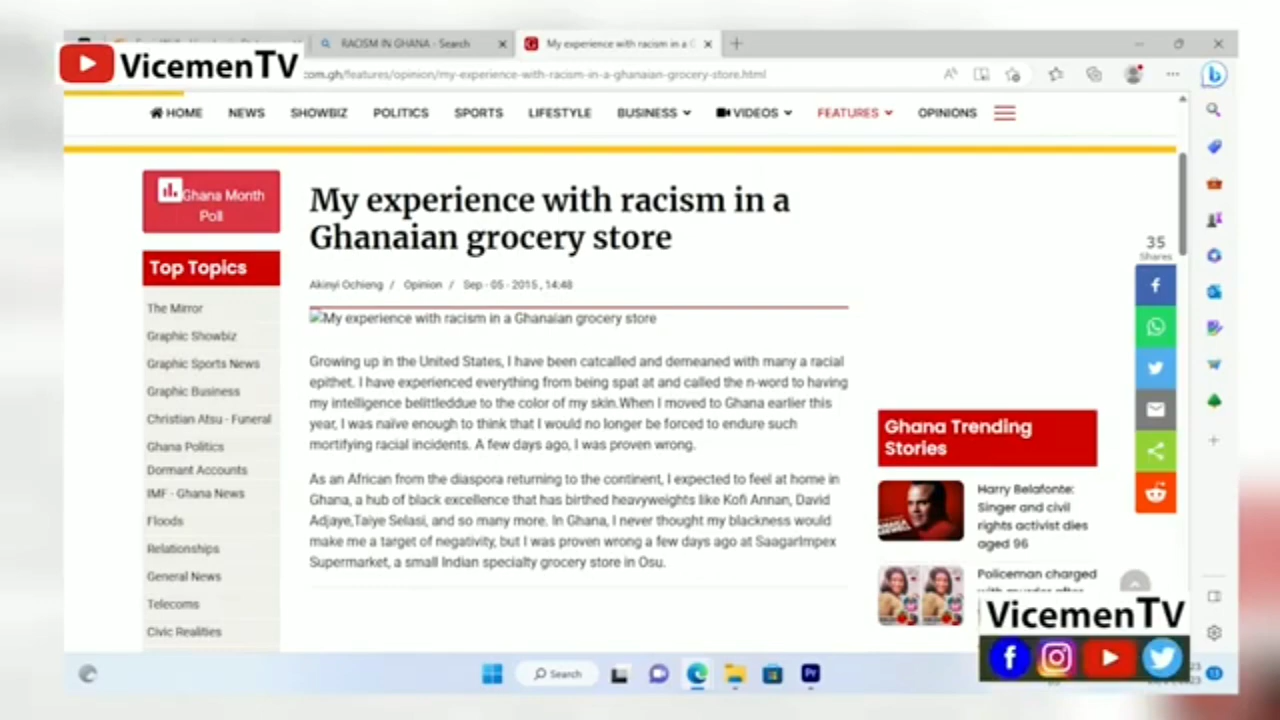 VicemenTV
RACISM IN GHANA - Search
My experience with racism in a G
com.gh/features/opinion/my-experience-with-racism-in-a-ghanaian-grocery-store.html
HOME NEWS SHOWBIZ POLITICS SPORTS LIFESTYLE BUSINESS VIDEOS FEATURES OPINIONS
Ghana Month
Poll
Top Topics
The Mirror
Graphic Showbiz
Graphic Sports News
Graphic Business
Christian Atsu - Funeral
Ghana Politics
Dormant Accounts
IMF - Ghana News
Floods
Relationships
General News
Telecoms
Civic Realities
My experience with racism in a
Ghanaian grocery store
Akinyi Ochieng / Opinion / Sep - 05 - 2015 , 14:48
My experience with racism in a Ghanaian grocery store
Growing up in the United States, I have been catcalled and demeaned with many a racial
epithet. I have experienced everything from being spat at and called the n-word to having
my intelligence belittleddue to the color of my skin.When I moved to Ghana earlier this
year, I was naïve enough to think that I would no longer be forced to endure such
mortifying racial incidents. A few days ago, I was proven wrong.
As an African from the diaspora returning to the continent, I expected to feel at home in
Ghana, a hub of black excellence that has birthed heavyweights like Kofi Annan, David
Adjaye,Taiye Selasi, and so many more. In Ghana, I never thought my blackness would
make me a target of negativity, but I was proven wrong a few days ago at SaagarImpex
Supermarket, a small Indian specialty grocery store in Osu.
35
Shares
Ghana Trending
Stories
Harry Belafonte:
Singer and civil
rights activist dies
aged 96
Policeman charged
VicemenTV
Search
Pr